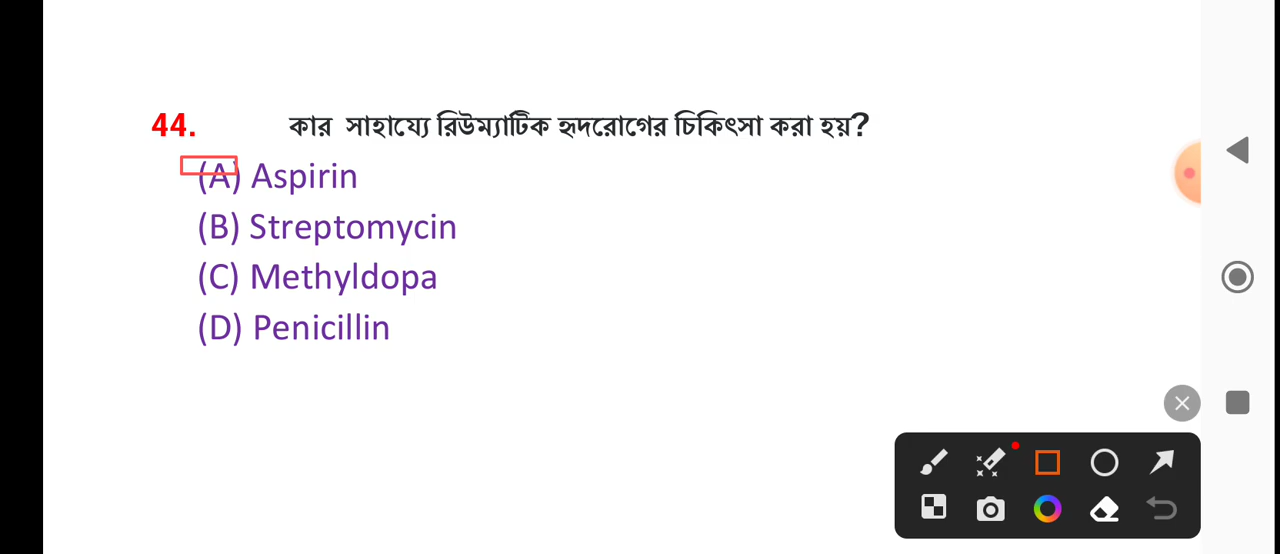 44. কার সাহায্যে রিউম্যাটিক হৃদরোগের চিকিৎসা করা হয়?
(A) Aspirin
(B) Streptomycin
(C) Methyldopa
(D) Penicillin